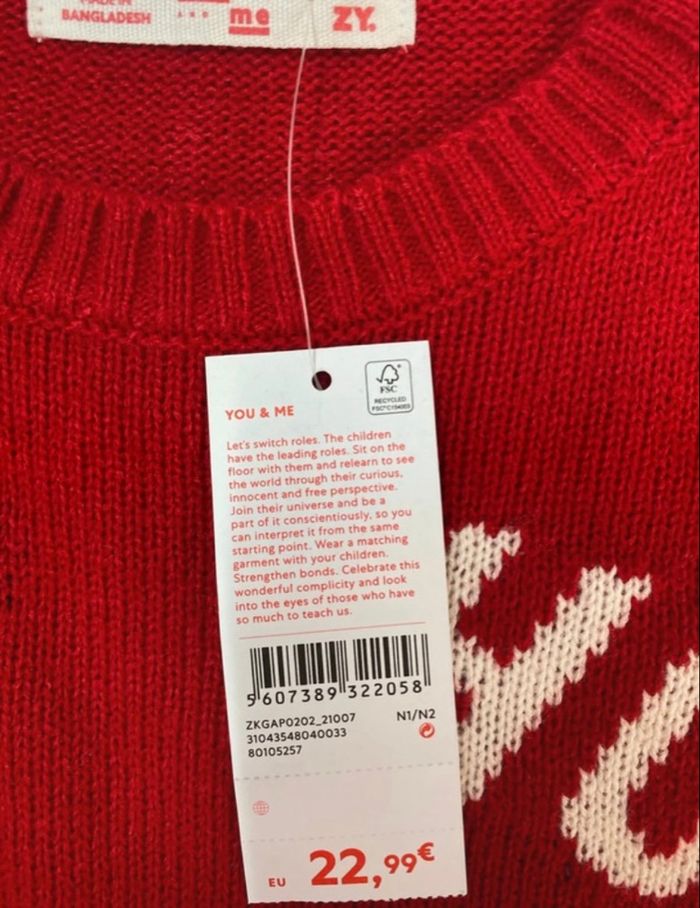 MADE IN
BANGLADESH
me
ZY.
FSC
RECYCLED
YOU & ME
Let's switch roles. The children
have the leading roles. Sit on the
floor with them and relearn to see
the world through their curious,
innocent and free perspective.
Join their universe and be a
part of it conscientiously, so you
can interpret it from the same
starting point. Wear a matching
garment with your children.
Strengthen bonds. Celebrate this
wonderful complicity and look
into the eyes of those who have
so much to teach us.
5 607389 322058
ZKGAP0202_21007 N1/N2
31043548040033
80105257
EU 22,99€